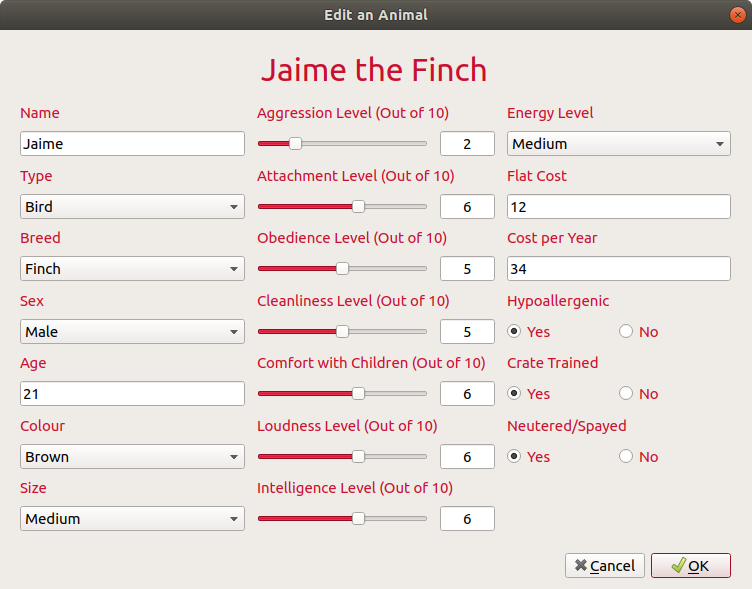 Edit an Animal
Jaime the Finch
Name
Jaime
Type
Bird
Breed
Finch
Sex
Male
Age
21
Colour
Brown
Size
Medium
Aggression Level (Out of 10)
2
Attachment Level (Out of 10)
6
Obedience Level (Out of 10)
5
Cleanliness Level (Out of 10)
5
Comfort with Children (Out of 10)
6
Loudness Level (Out of 10)
6
Intelligence Level (Out of 10)
6
Energy Level
Medium
Flat Cost
12
Cost per Year
34
Hypoallergenic
Yes No
Crate Trained
Yes No
Neutered/Spayed
Yes No
Cancel OK